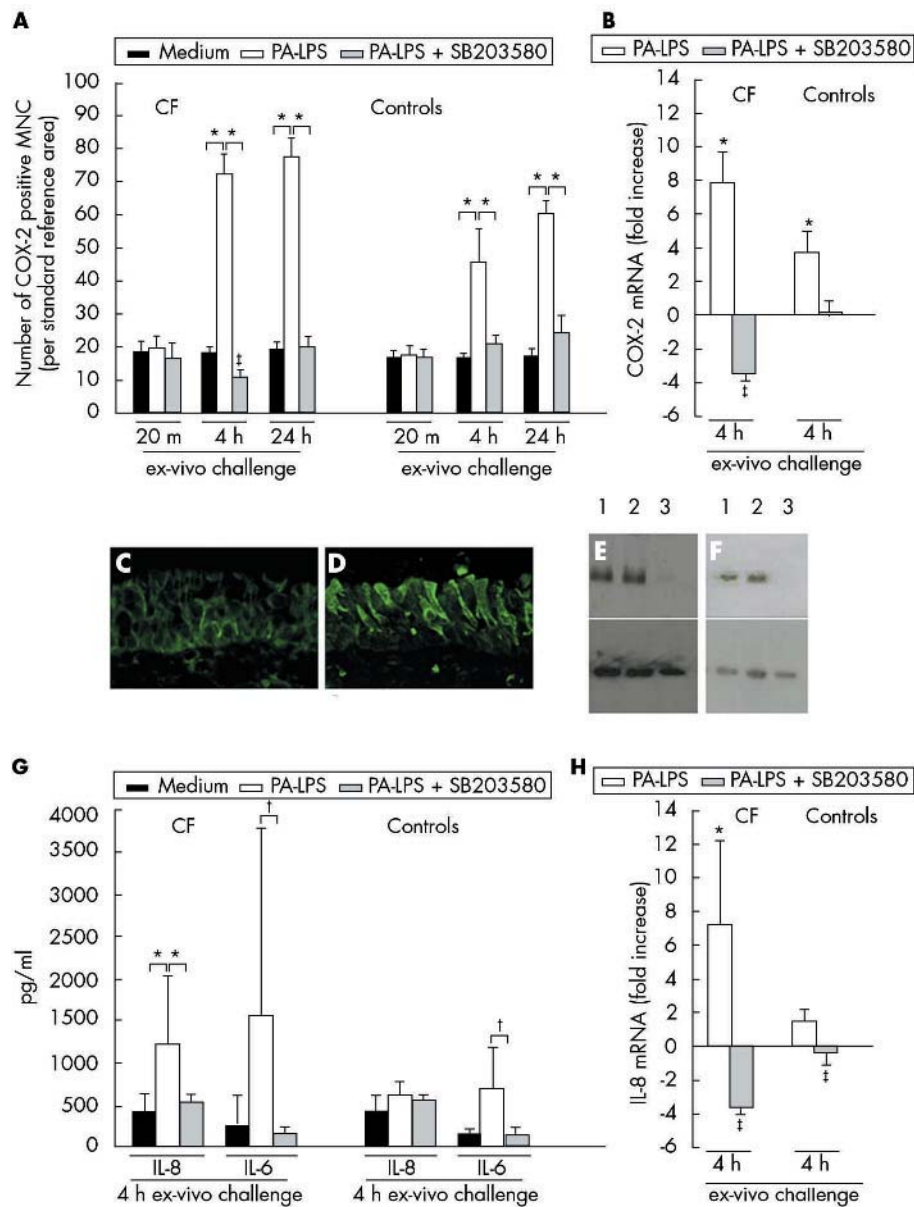 A
Medium PA-LPS PA-LPS + SB203580
Number of COX-2 positive MNC
(per standard reference area)
100
90
80
70
60
50
40
30
20
10
0
CF
Controls
* *
* *
* *
* *
‡
20 m 4 h 24 h
20 m 4 h 24 h
ex-vivo challenge
ex-vivo challenge
B
PA-LPS PA-LPS + SB203580
COX-2 mRNA (fold increase)
14
12
10
8
6
4
2
0
-2
-4
-6
CF Controls
*
*
‡
4 h 4 h
ex-vivo challenge
C
D
1 2 3 1 2 3
E
F
G
Medium PA-LPS PA-LPS + SB203580
pg/ml
4000
3500
3000
2500
2000
1500
1000
500
0
CF
Controls
* *
†
†
IL-8 IL-6
IL-8 IL-6
4 h ex-vivo challenge
4 h ex-vivo challenge
H
PA-LPS PA-LPS + SB203580
IL-8 mRNA (fold increase)
14
12
10
8
6
4
2
0
-2
-4
-6
CF Controls
*
‡
‡
4 h 4 h
ex-vivo challenge